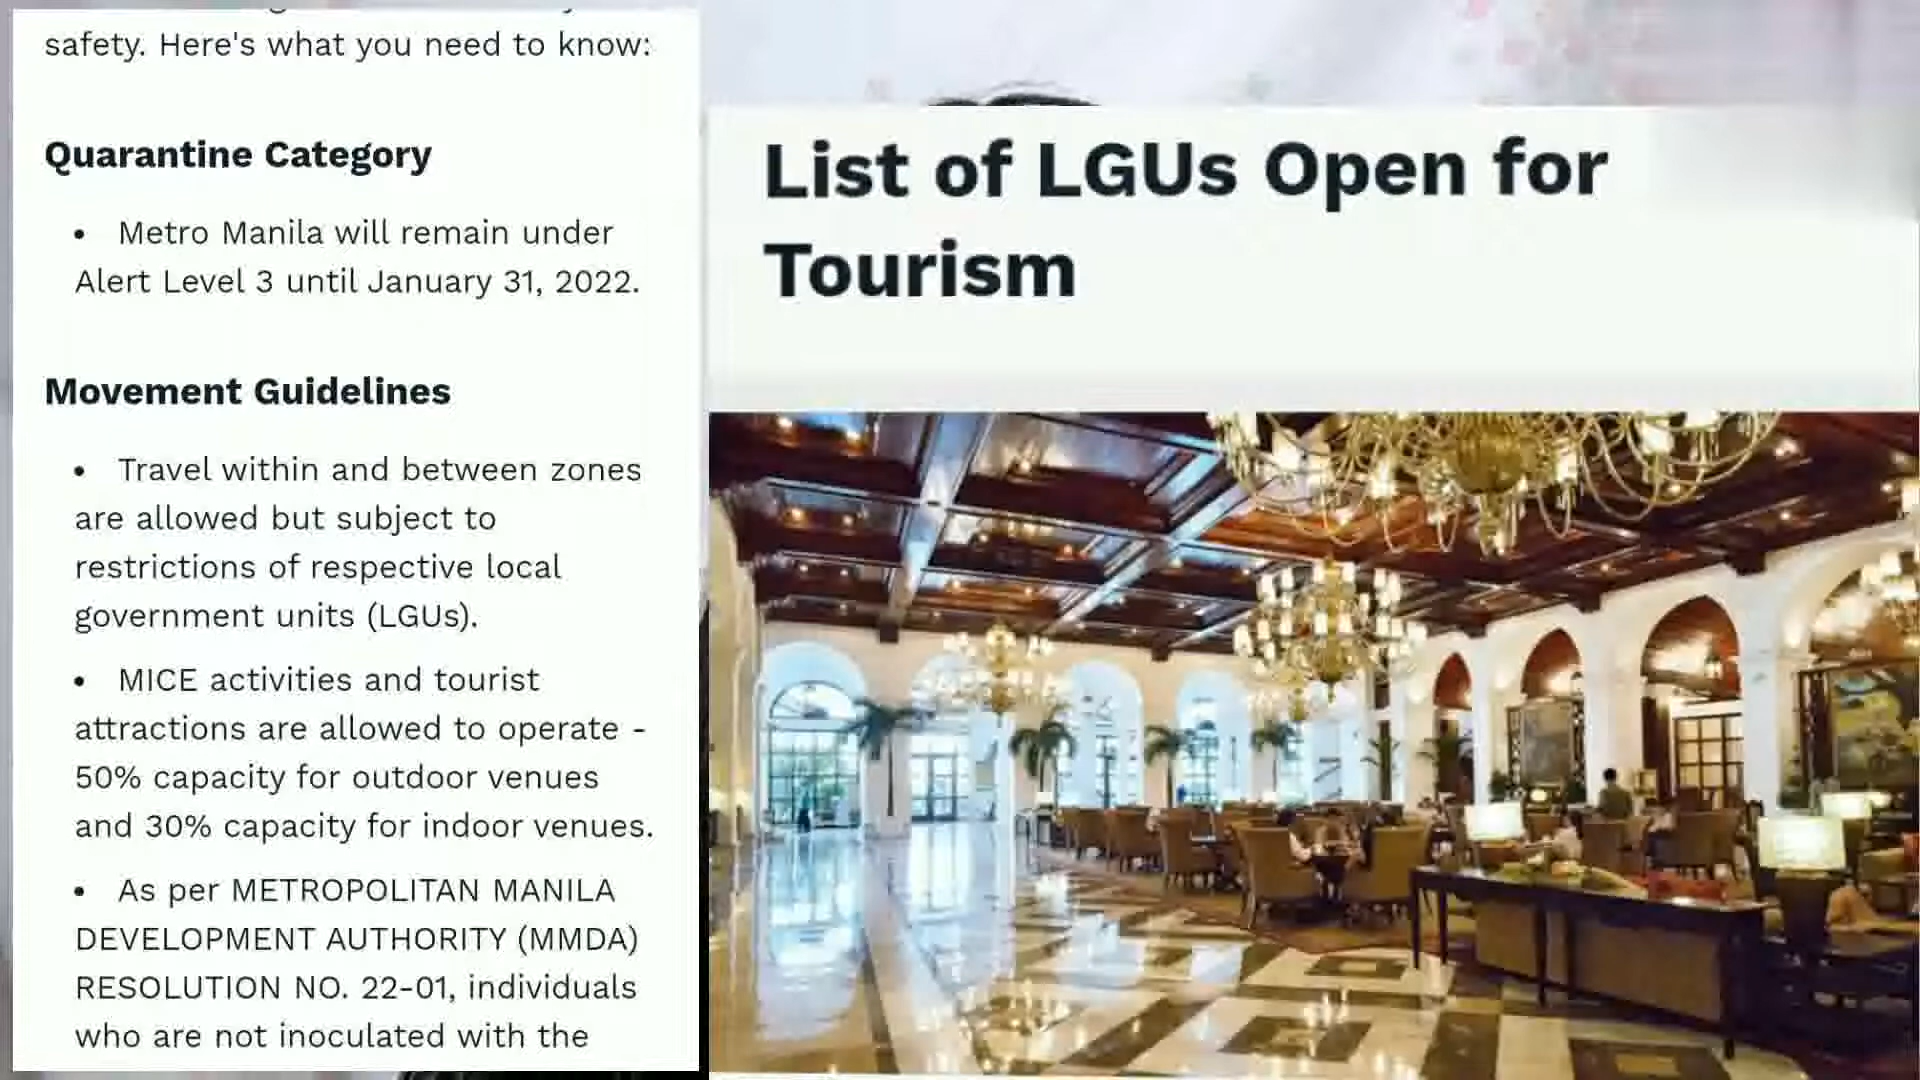 safety. Here's what you need to know:
Quarantine Category
• Metro Manila will remain under
Alert Level 3 until January 31, 2022.
Movement Guidelines
• Travel within and between zones
are allowed but subject to
restrictions of respective local
government units (LGUs).
• MICE activities and tourist
attractions are allowed to operate -
50% capacity for outdoor venues
and 30% capacity for indoor venues.
• As per METROPOLITAN MANILA
DEVELOPMENT AUTHORITY (MMDA)
RESOLUTION NO. 22-01, individuals
who are not inoculated with the
List of LGUs Open for
Tourism